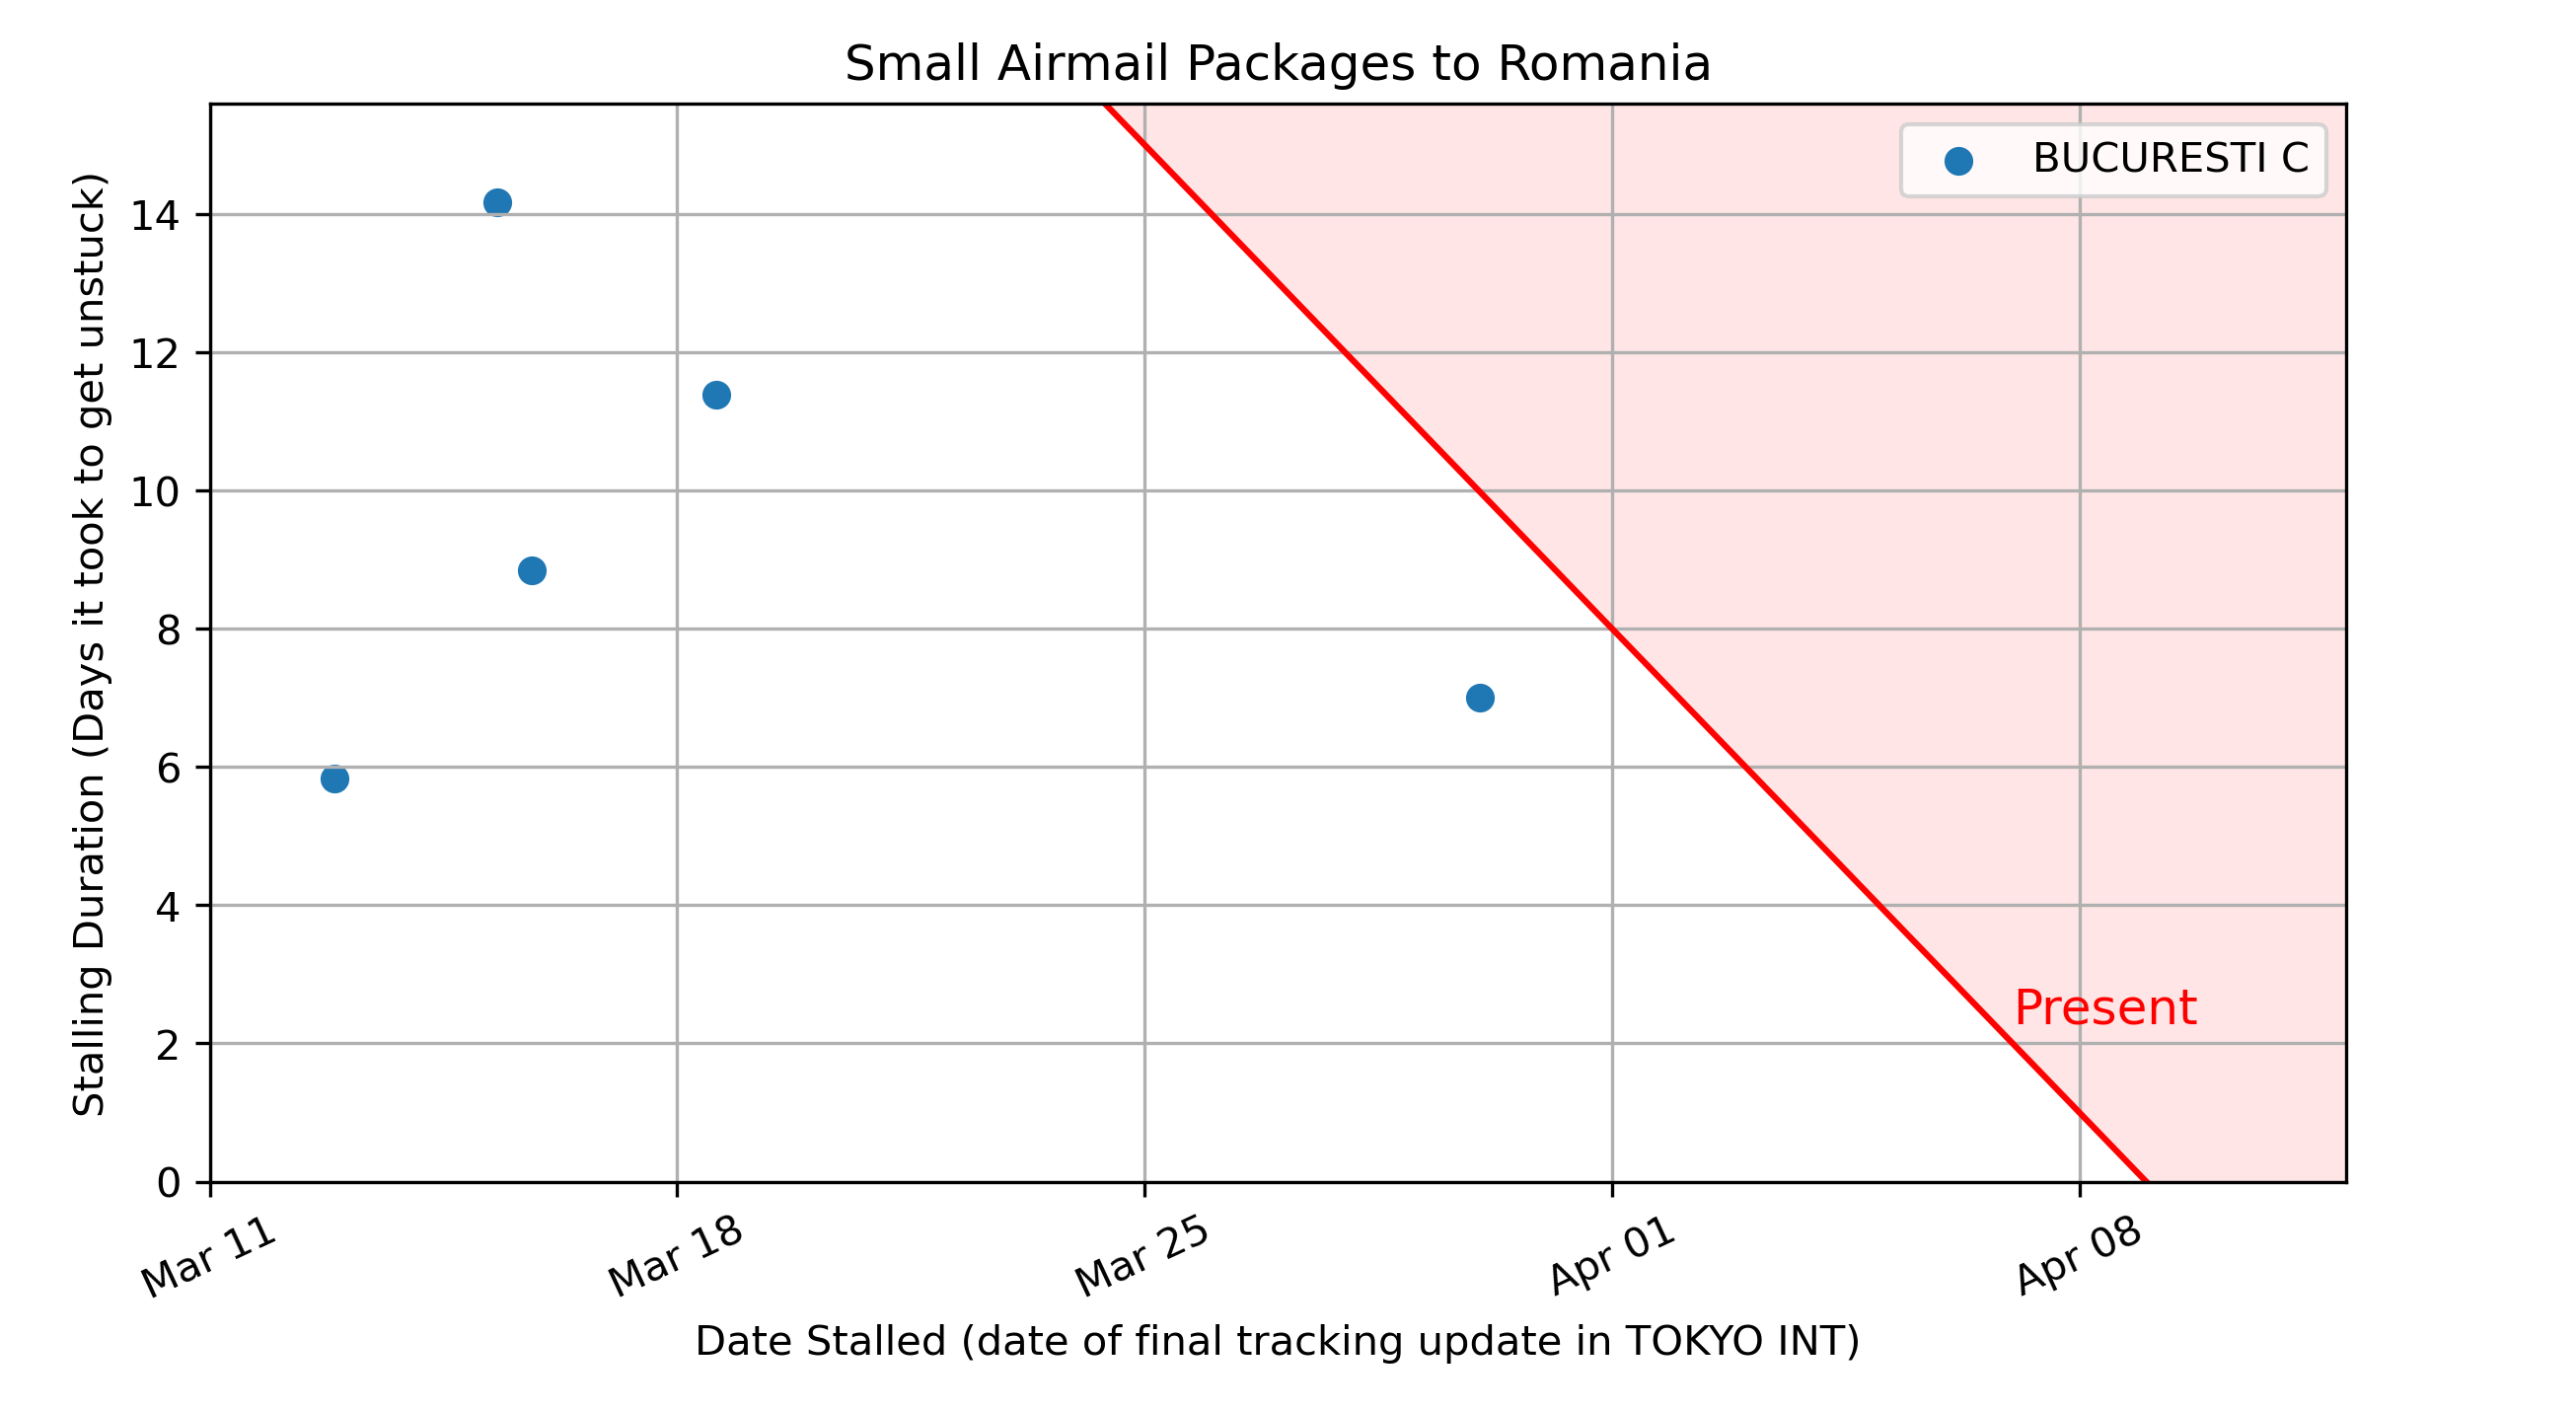 Small Airmail Packages to Romania
BUCURESTI C
Stalling Duration (Days it took to get unstuck)
14
12
10
8
6
4
2
0
Present
Mar 11
Mar 18
Mar 25
Apr 01
Apr 08
Date Stalled (date of final tracking update in TOKYO INT)